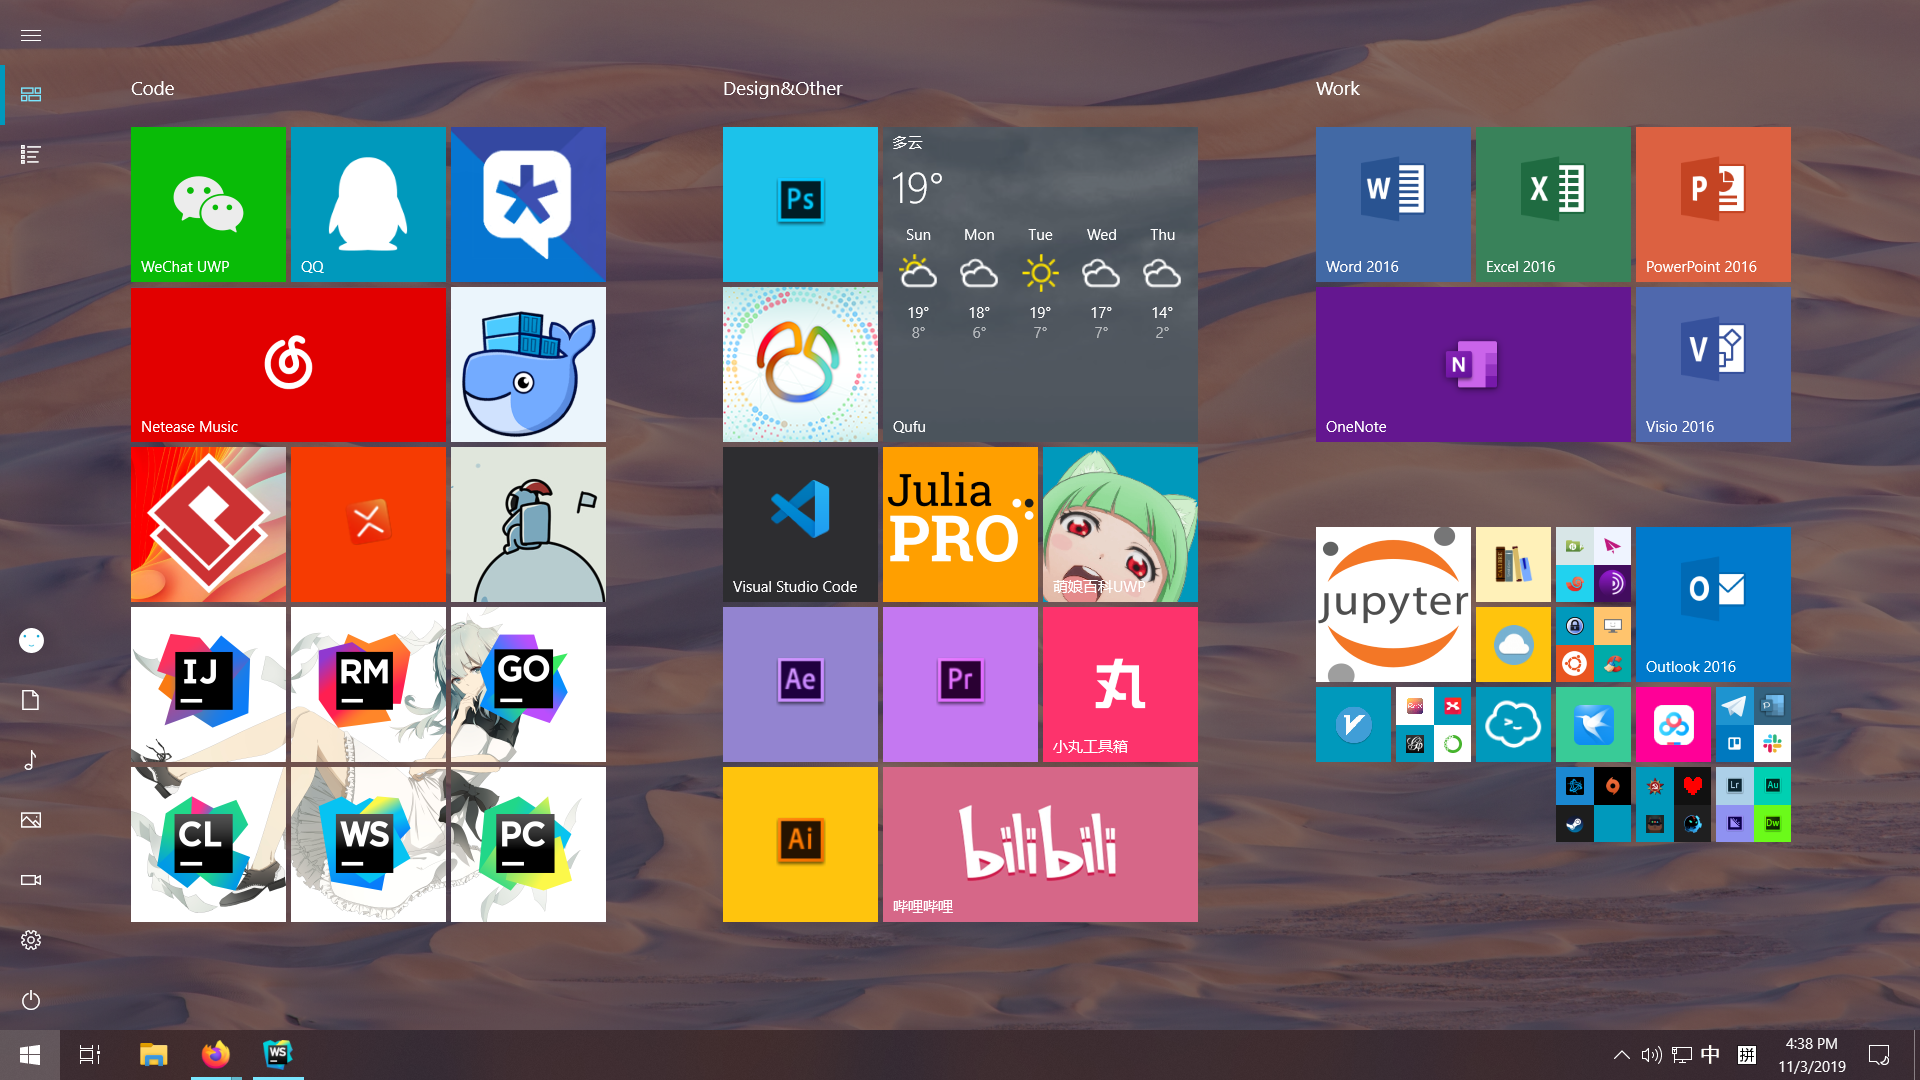 Code
WeChat UWP
QQ
Netease Music
IJ
RM
GO
CL
WS
PC
Design&Other
Ps
多云
19°
Sun Mon Tue Wed Thu
19° 18° 19° 17° 14°
8° 6° 7° 7° 2°
Qufu
Visual Studio Code
Julia
PRO
萌娘百科UWP
Ae
Pr
丸
小丸工具箱
Ai
bilibili
哔哩哔哩
Work
W
Word 2016
X
Excel 2016
P
PowerPoint 2016
N
OneNote
V
Visio 2016
jupyter
O
Outlook 2016
Lr
Au
Dw
WS
中
拼
4:38 PM
11/3/2019